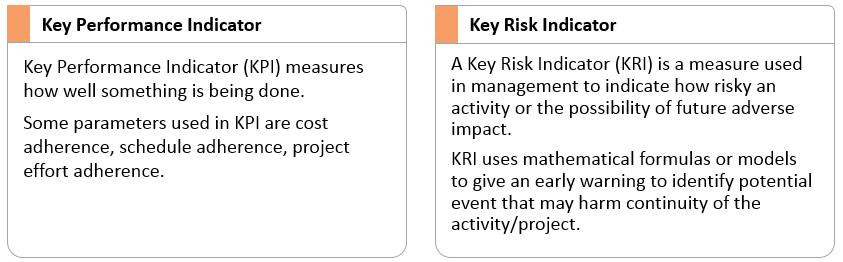 Key Performance Indicator
Key Performance Indicator (KPI) measures
how well something is being done.
Some parameters used in KPI are cost
adherence, schedule adherence, project
effort adherence.
Key Risk Indicator
A Key Risk Indicator (KRI) is a measure used
in management to indicate how risky an
activity or the possibility of future adverse
impact.
KRI uses mathematical formulas or models
to give an early warning to identify potential
event that may harm continuity of the
activity/project.